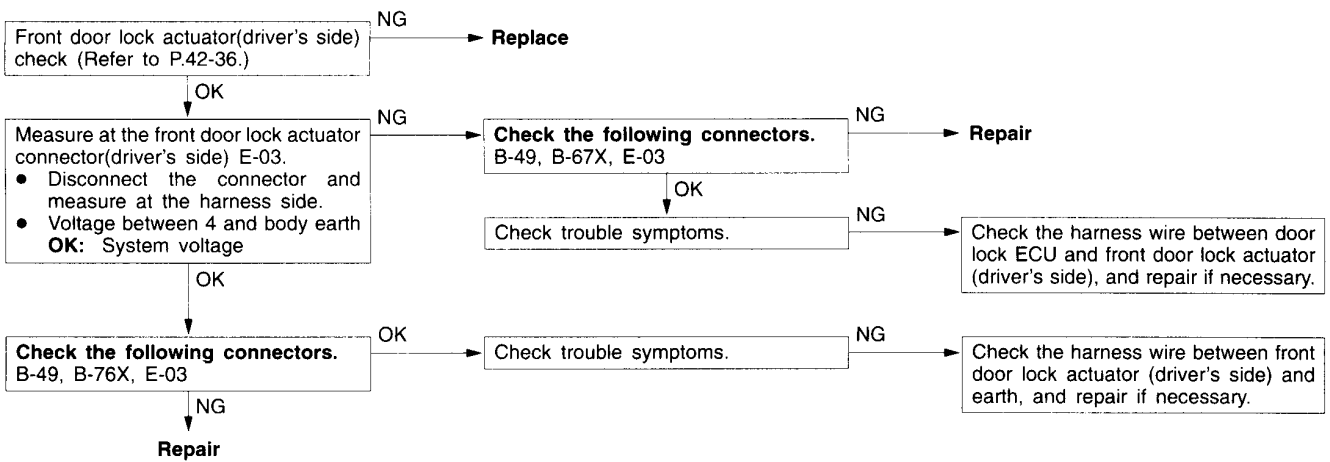 Front door lock actuator(driver's side)
check (Refer to P.42-36.)
NG
Replace
OK
Measure at the front door lock actuator
connector(driver's side) E-03.
● Disconnect the connector and
measure at the harness side.
● Voltage between 4 and body earth
OK: System voltage
NG
Check the following connectors.
B-49, B-67X, E-03
NG
Repair
OK
Check trouble symptoms.
NG
Check the harness wire between door
lock ECU and front door lock actuator
(driver's side), and repair if necessary.
OK
Check the following connectors.
B-49, B-76X, E-03
OK
Check trouble symptoms.
NG
Check the harness wire between front
door lock actuator (driver's side) and
earth, and repair if necessary.
NG
Repair